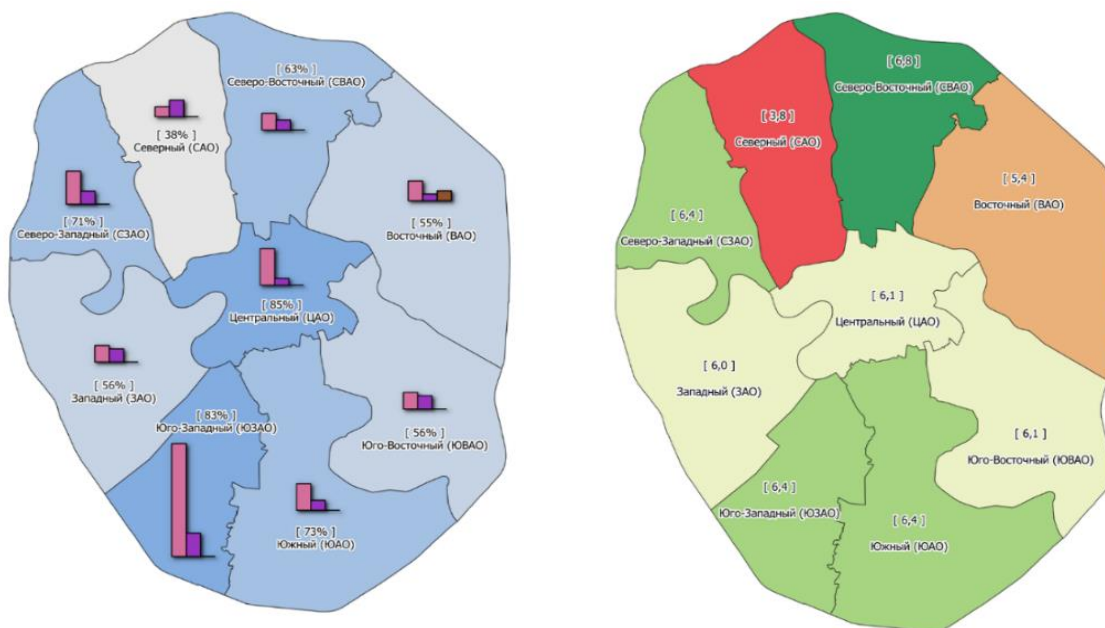 [ 63% ]
Северо-Восточный (СВАО)
[ 38% ]
Северный (САО)
[ 71% ]
Северо-Западный (СЗАО)
[ 55% ]
Восточный (ВАО)
[ 85% ]
Центральный (ЦАО)
[ 56% ]
Западный (ЗАО)
[ 83% ]
Юго-Западный (ЮЗАО)
[ 56% ]
Юго-Восточный (ЮВАО)
[ 73% ]
Южный (ЮАО)
[ 6,8 ]
Северо-Восточный (СВАО)
[ 3,8 ]
Северный (САО)
[ 5,4 ]
Восточный (ВАО)
[ 6,4 ]
Северо-Западный (СЗАО)
[ 6,1 ]
Центральный (ЦАО)
[ 6,0 ]
Западный (ЗАО)
[ 6,1 ]
Юго-Восточный (ЮВАО)
[ 6,4 ]
Юго-Западный (ЮЗАО)
[ 6,4 ]
Южный (ЮАО)